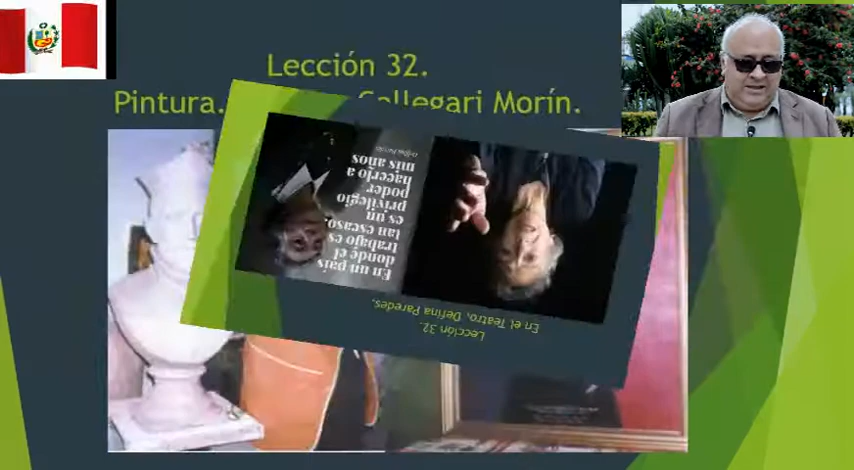 Lección 32.
Pintura. Callegari Morín.
Lección 32.
En el Teatro, Defina Paredes.
En un país
donde el
trabajo es
tan escaso,
es un
privilegio
poder
hacerlo a
mis años